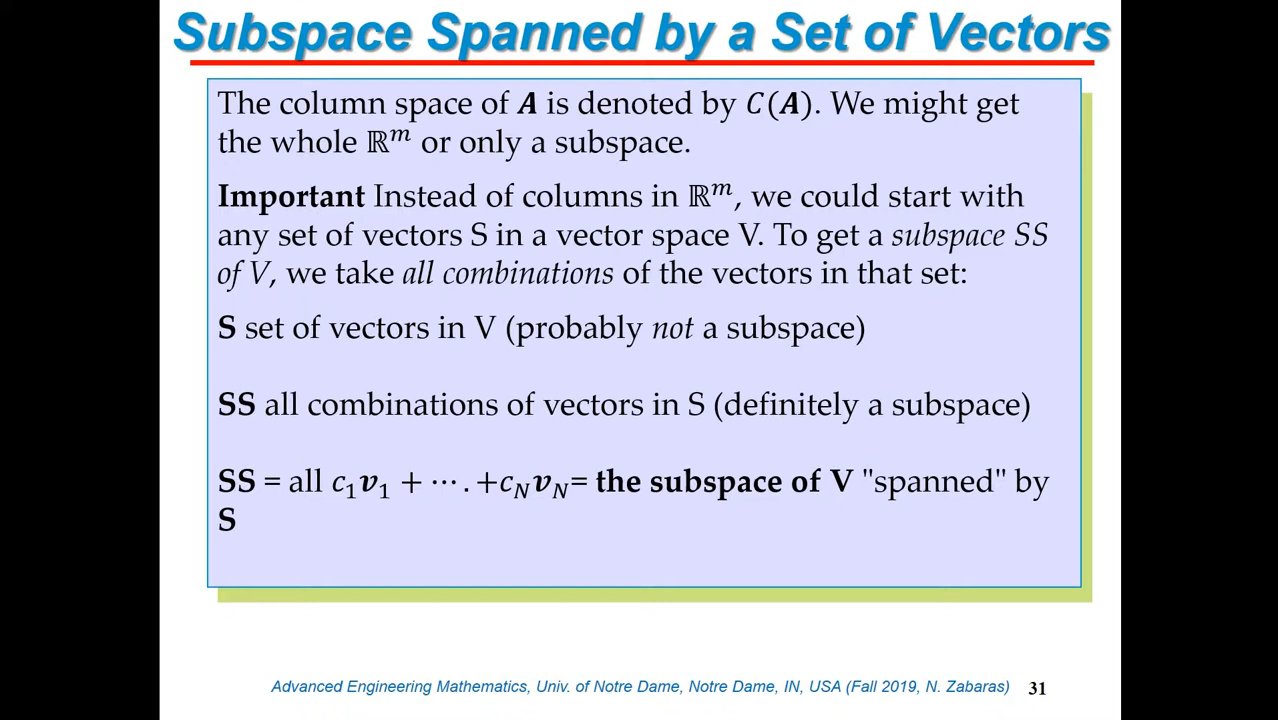 Subspace Spanned by a Set of Vectors
The column space of 𝑨 is denoted by 𝐶(𝑨). We might get
the whole ℝᵐ or only a subspace.
Important Instead of columns in ℝᵐ, we could start with
any set of vectors S in a vector space V. To get a subspace SS
of V, we take all combinations of the vectors in that set:
S set of vectors in V (probably not a subspace)
SS all combinations of vectors in S (definitely a subspace)
SS = all 𝑐₁𝒗₁ + ⋯ . +𝑐_N𝒗_N= the subspace of V "spanned" by
S
Advanced Engineering Mathematics, Univ. of Notre Dame, Notre Dame, IN, USA (Fall 2019, N. Zabaras) 31